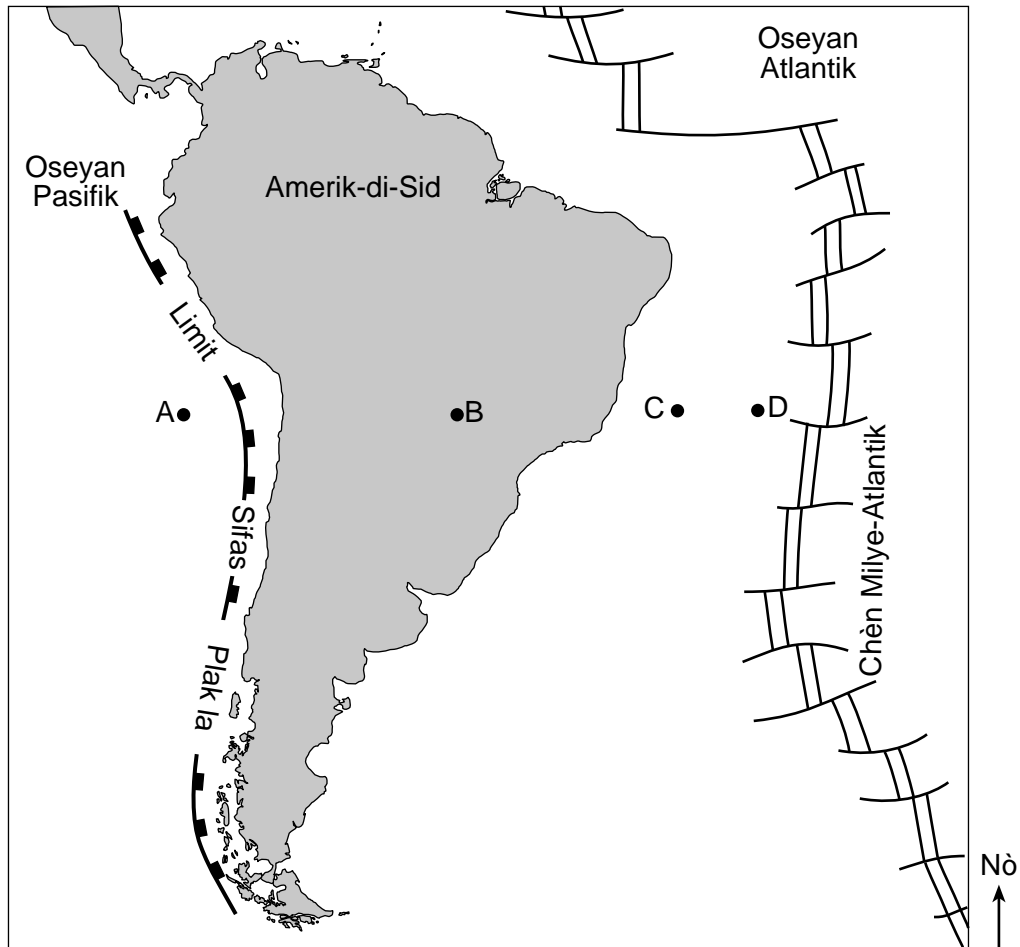 Oseyan
Atlantik
Oseyan
Pasifik
Amerik-di-Sid
Limit
A
B
C
D
Sifas
Chèn Milye-Atlantik
Plak la
Nò